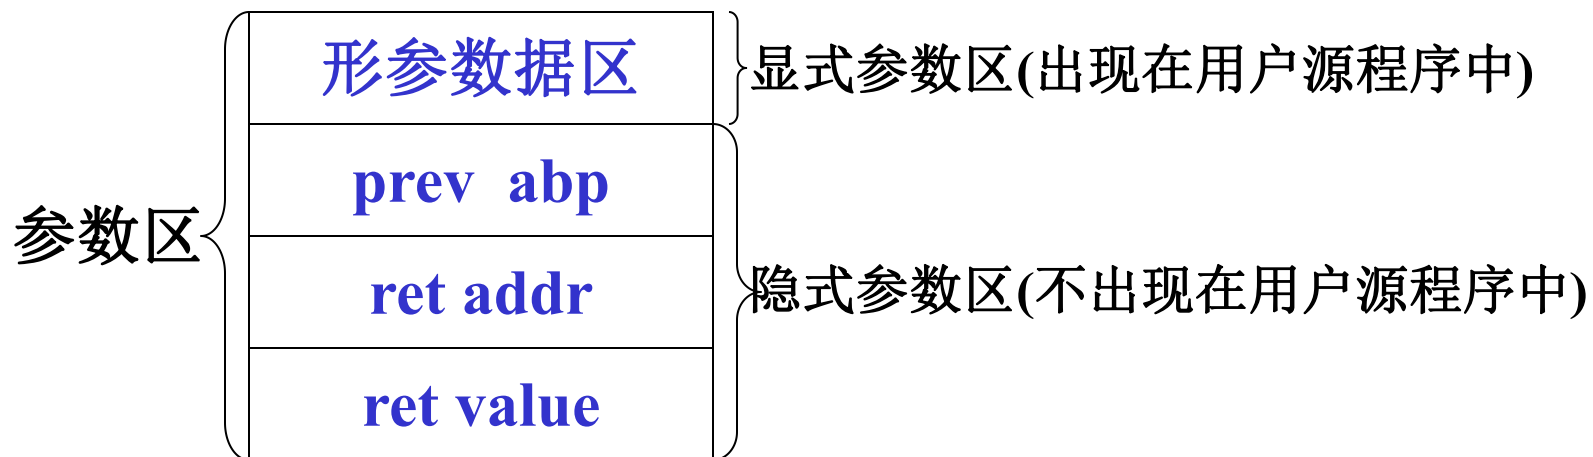 形参数据区
显式参数区(出现在用户源程序中)
prev abp
参数区
ret addr
隐式参数区(不出现在用户源程序中)
ret value